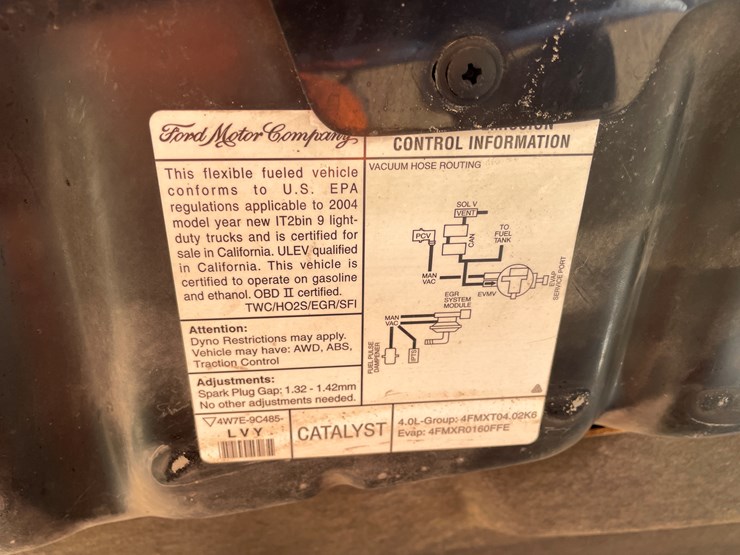 Ford Motor Company
CONTROL INFORMATION
This flexible fueled vehicle
conforms to U.S. EPA
regulations applicable to 2004
model year new IT2bin 9 light-
duty trucks and is certified for
sale in California. ULEV qualified
in California. This vehicle is
certified to operate on gasoline
and ethanol. OBD II certified.
TWC/HO2S/EGR/SFI
Attention:
Dyno Restrictions may apply.
Vehicle may have: AWD, ABS,
Traction Control
Adjustments:
Spark Plug Gap: 1.32 - 1.42mm
No other adjustments needed.
4W7E-9C485-
LVY
CATALYST
4.0L-Group: 4FMXT04.02K6
Evap: 4FMXR0160FFE
VACUUM HOSE ROUTING
SOL V
VENT
PCV
CAN
TO
FUEL
TANK
MAN
VAC
EVMV
EVAP
SERVICE PORT
EGR
SYSTEM
MODULE
MAN
VAC
FUEL PULSE
DAMPENER